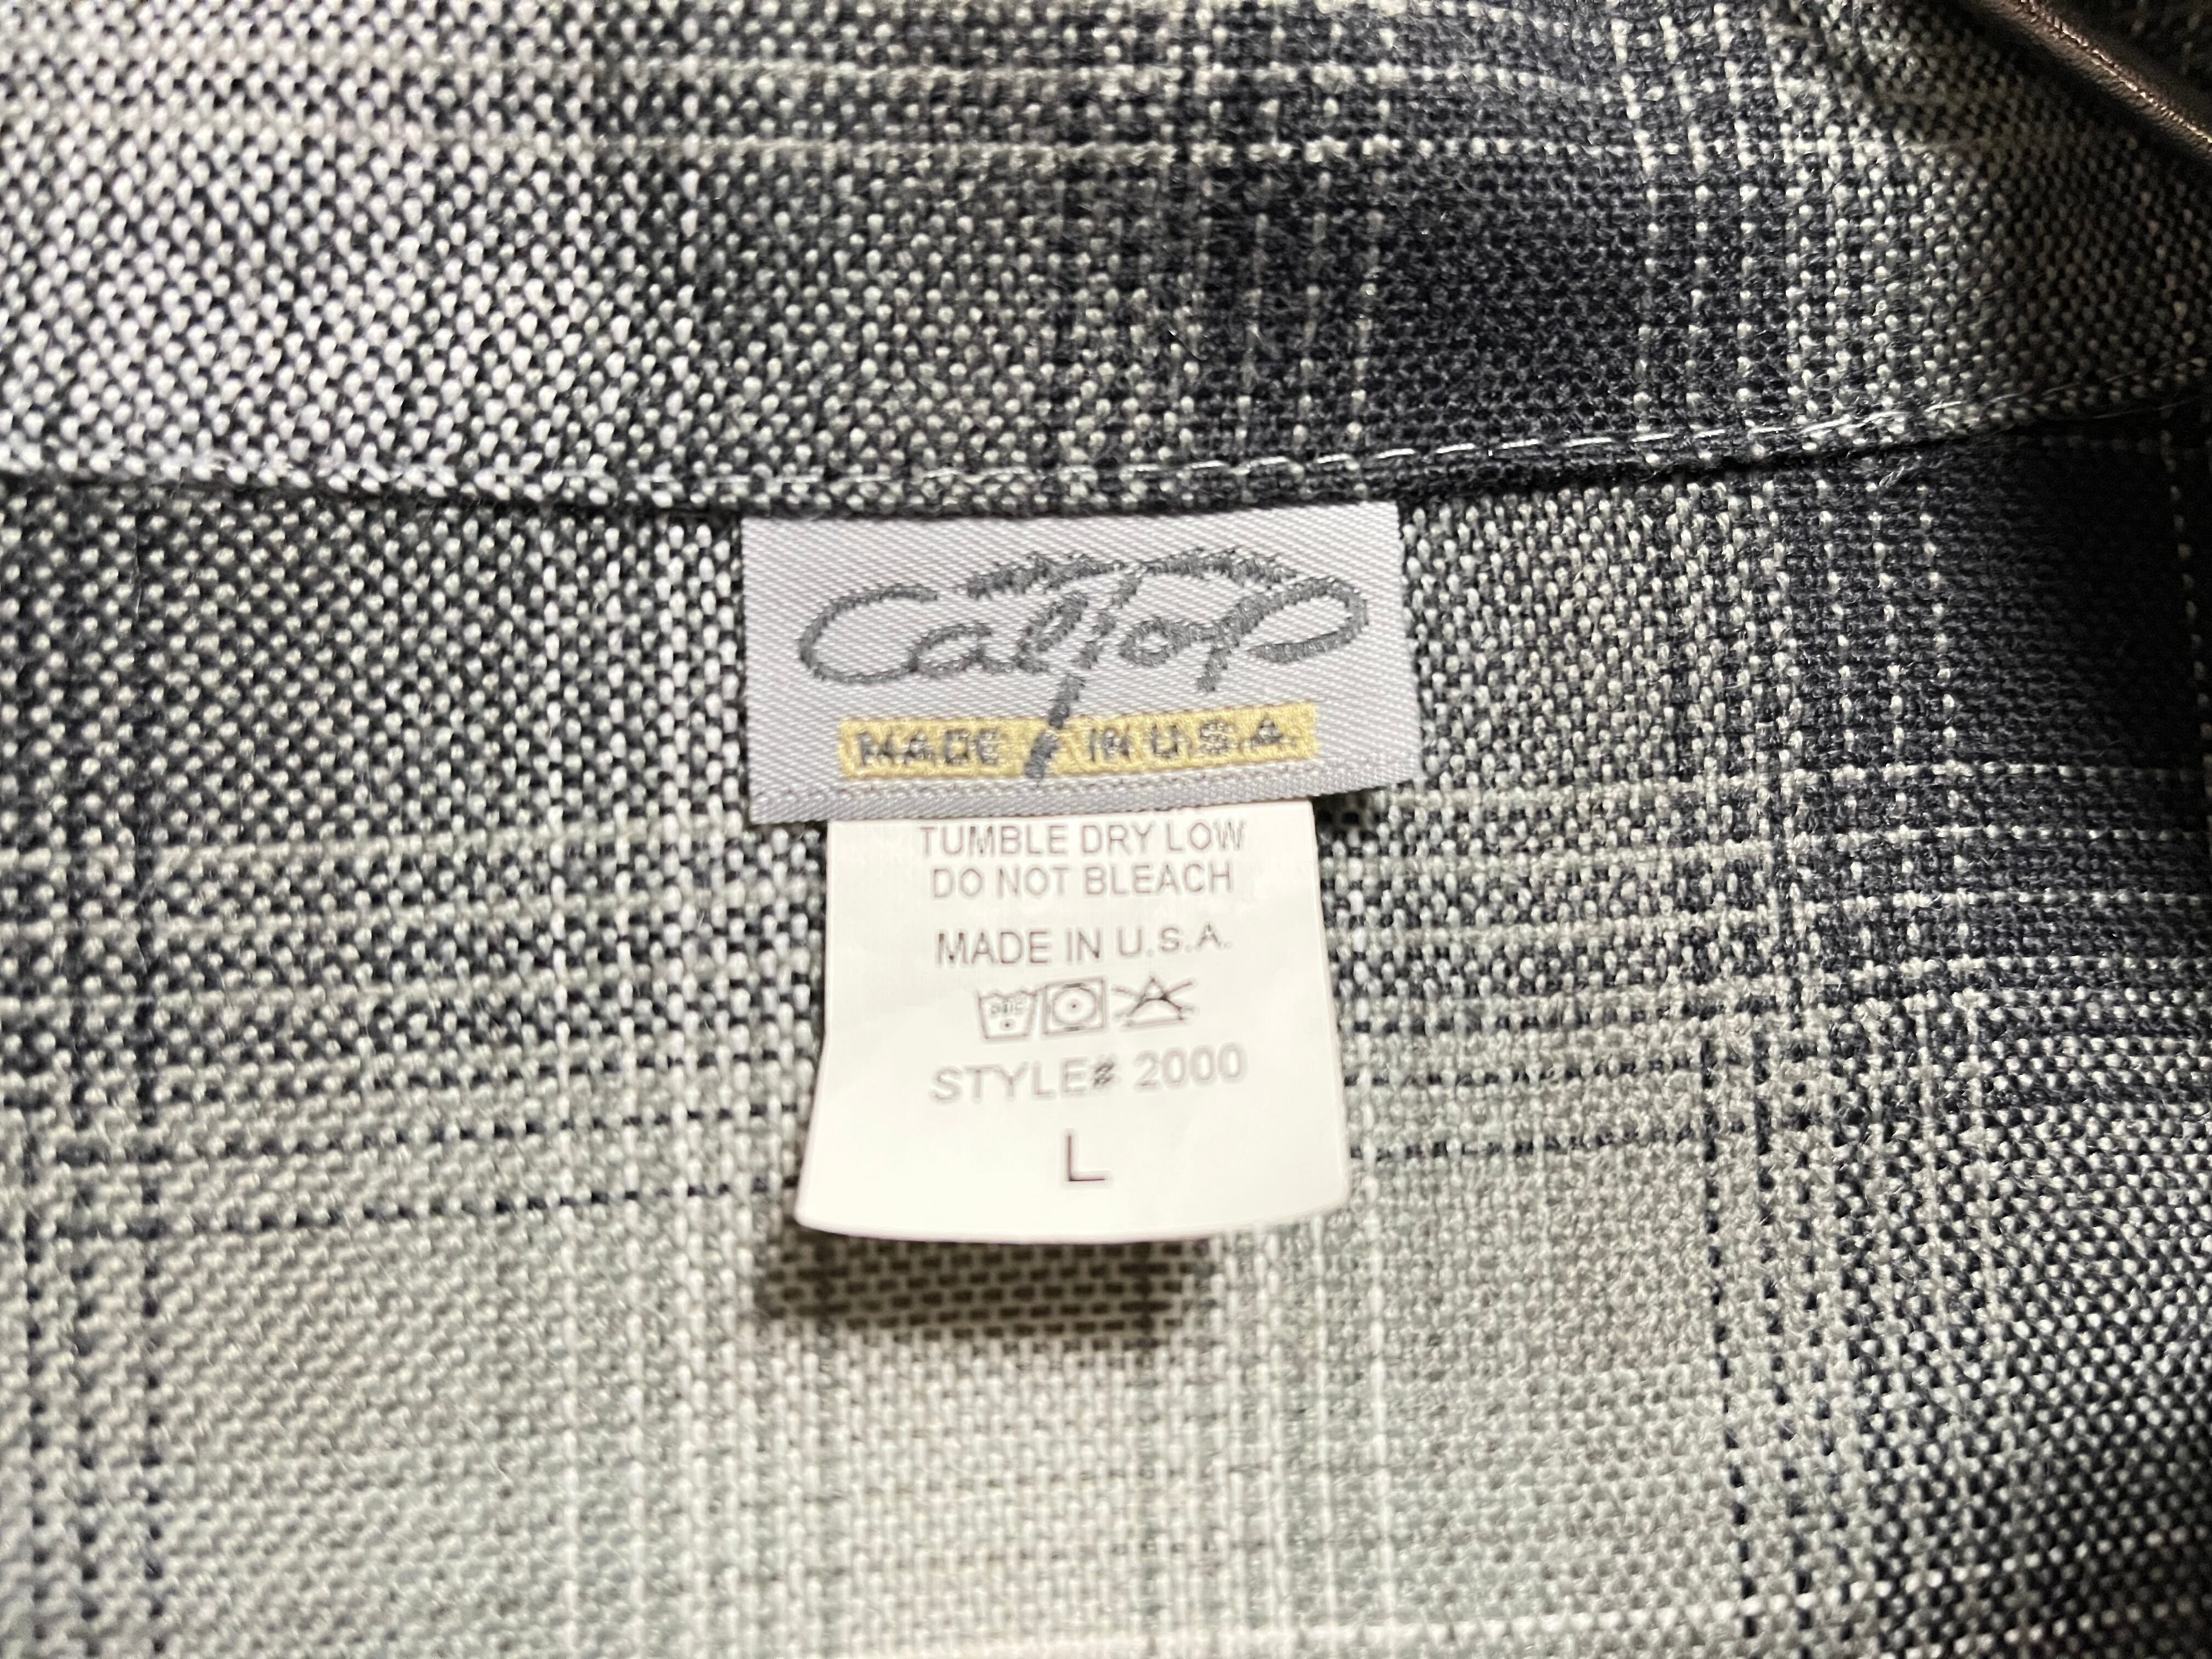 CalTop
MADE IN U.S.A.
TUMBLE DRY LOW
DO NOT BLEACH
MADE IN U.S.A.
STYLE# 2000
L